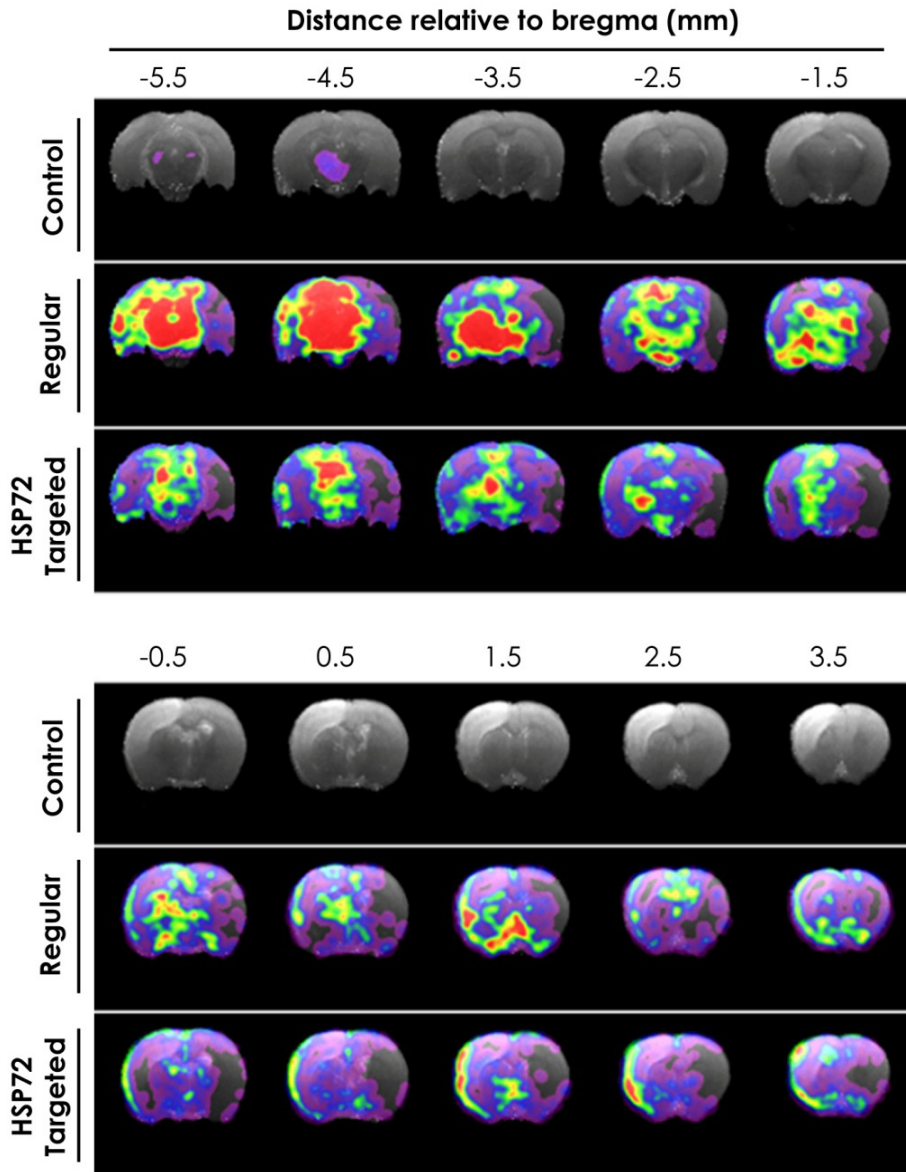 Distance relative to bregma (mm)
-5.5 -4.5 -3.5 -2.5 -1.5
Control
Regular
HSP72
Targeted
-0.5 0.5 1.5 2.5 3.5
Control
Regular
HSP72
Targeted